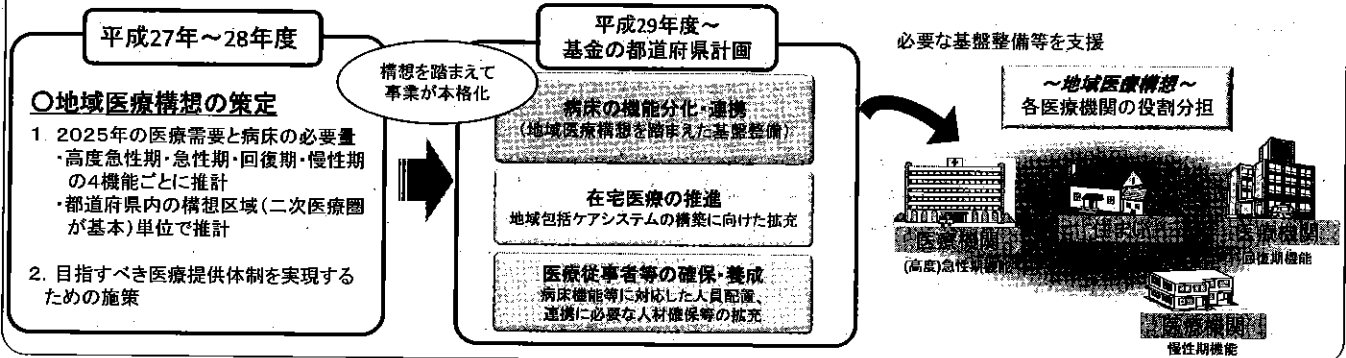 平成27年～28年度
〇地域医療構想の策定
1. 2025年の医療需要と病床の必要量
・高度急性期・急性期・回復期・慢性期
の4機能ごとに推計
・都道府県内の構想区域(二次医療圏
が基本)単位で推計
2. 目指すべき医療提供体制を実現する
ための施策
構想を踏まえて
事業が本格化
平成29年度～
基金の都道府県計画
病床の機能分化・連携
(地域医療構想を踏まえた基盤整備)
在宅医療の推進
地域包括ケアシステムの構築に向けた拡充
医療従事者等の確保・養成
病床機能等に対応した人員配置、
連携に必要な人材確保等の拡充
必要な基盤整備等を支援
～地域医療構想～
各医療機関の役割分担
医療機関
(高度)急性期機能
住まい
医療機関
回復期機能
医療機関
慢性期機能